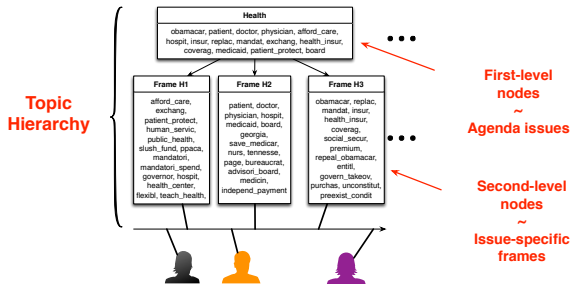 Health
obamacar, patient, doctor, physician, afford_care,
hospit, insur, replac, mandat, exchang, health_insur,
coverag, medicaid, patient_protect, board
Topic
Hierarchy
Frame H1
afford_care,
exchang,
patient_protect,
human_servic,
public_health,
slush_fund, ppaca,
mandatori,
mandatori_spend,
governor, hospit,
health_center,
flexibl, teach_health,
Frame H2
patient, doctor,
physician, hospit,
medicaid, board,
georgia,
save_medicar,
nurs, tennesse,
page, bureaucrat,
advisori_board,
medicin,
independ_payment
Frame H3
obamacar, replac,
mandat, insur,
health_insur,
coverag,
social_secur,
premium,
repeal_obamacar,
entitl,
govern_takeov,
purchas, unconstitut,
preexist_condit
First-level
nodes
~
Agenda issues
Second-level
nodes
~
Issue-specific
frames